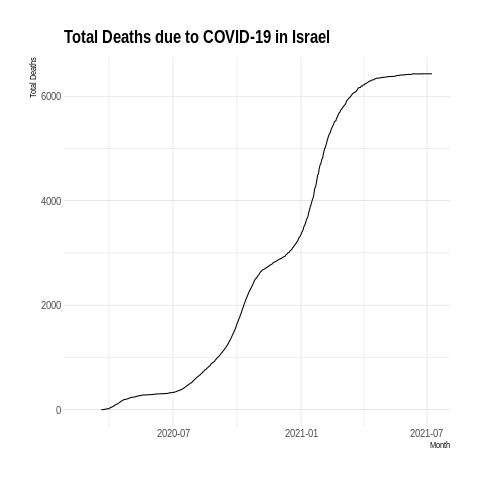 Total Deaths due to COVID-19 in Israel
Total Deaths
6000
4000
2000
0
2020-07 2021-01 2021-07
Month